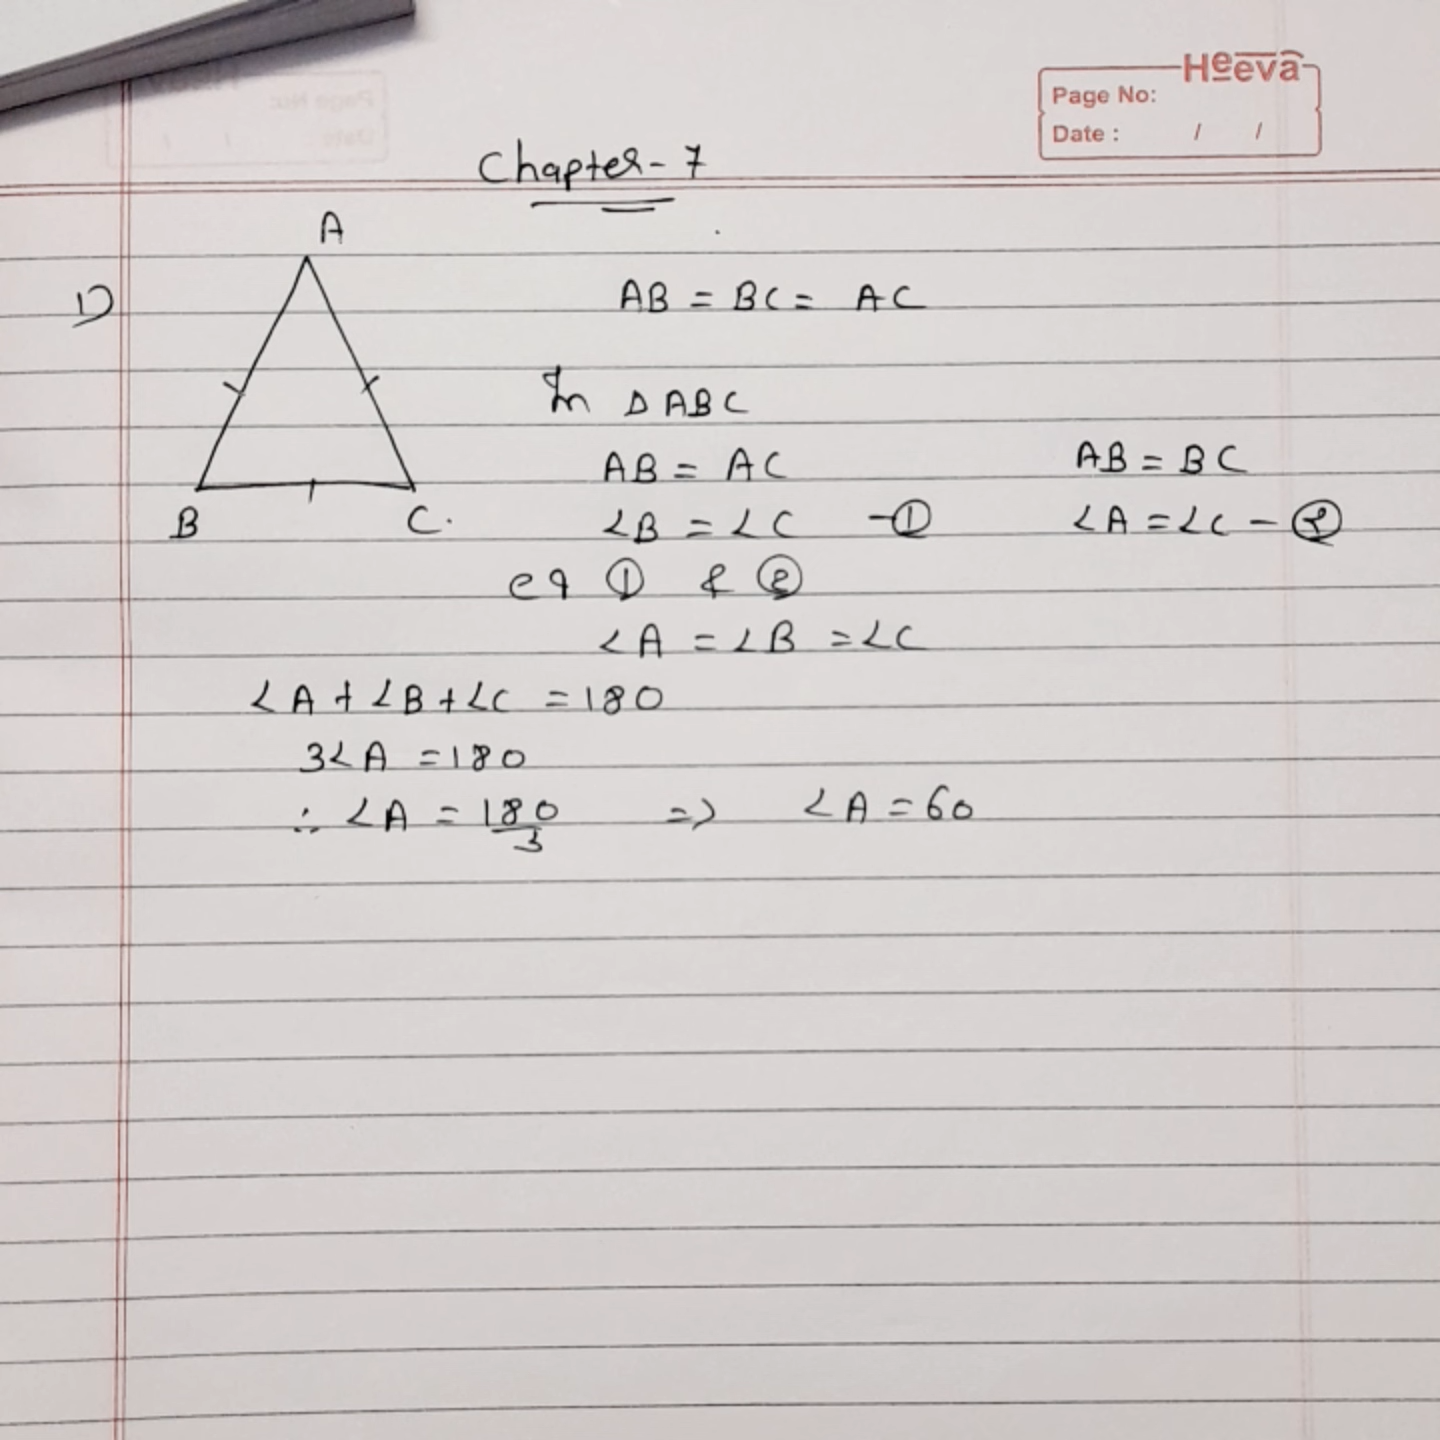 Heeva
Page No:
Date : / /
Chapter-7
A
1)
AB = BC = AC
In ΔABC
AB = AC AB = BC
B C.
∠B = ∠C -① ∠A = ∠C - ②
eq ① & ②
∠A = ∠B = ∠C
∠A + ∠B + ∠C = 180
3∠A = 180
∴ ∠A = 180/3 => ∠A = 60